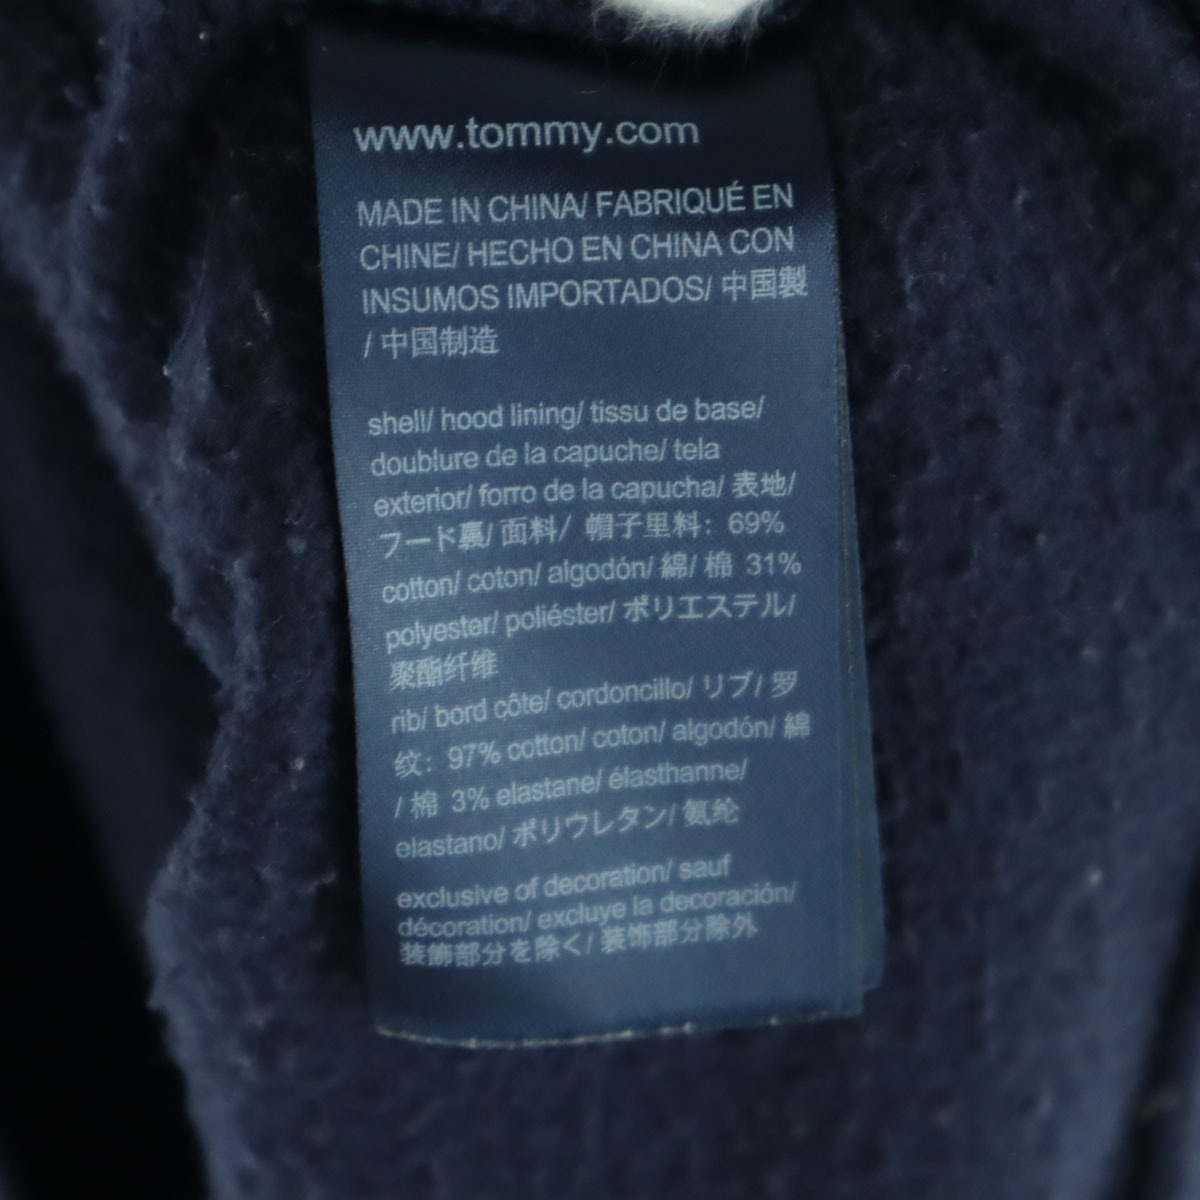 www.tommy.com
MADE IN CHINA/ FABRIQUÉ EN
CHINE/ HECHO EN CHINA CON
INSUMOS IMPORTADOS/ 中国製
/ 中国制造
shell/ hood lining/ tissu de base/
doublure de la capuche/ tela
exterior/ forro de la capucha/ 表地/
フード裏/ 面料/ 帽子里料: 69%
cotton/ coton/ algodón/ 綿/ 棉 31%
polyester/ poliéster/ ポリエステル/
聚酯纤维
rib/ bord côte/ cordoncillo/ リブ/ 罗
纹: 97% cotton/ coton/ algodón/ 綿
/ 棉 3% elastane/ élasthanne/
elastano/ ポリウレタン/ 氨纶
exclusive of decoration/ sauf
décoration/ excluye la decoración/
装飾部分を除く/ 装饰部分除外